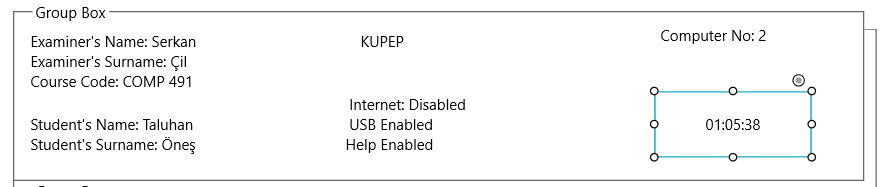 Group Box
Examiner's Name: Serkan
KUPEP
Computer No: 2
Examiner's Surname: Çil
Course Code: COMP 491
Internet: Disabled
Student's Name: Taluhan
USB Enabled
01:05:38
Student's Surname: Öneş
Help Enabled